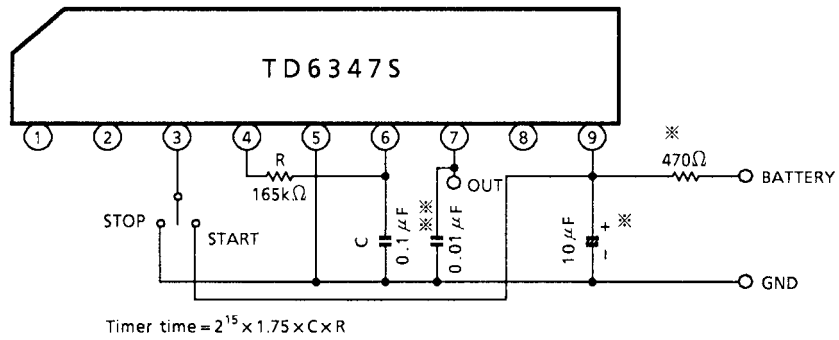 TD6347S
1 2 3 4 5 6 7 8 9
※
R
165kΩ
470Ω
BATTERY
OUT
STOP
START
C
0.1μF
※※
0.01μF
10μF
+
※
−
GND
Timer time = 2¹⁵ × 1.75 × C × R